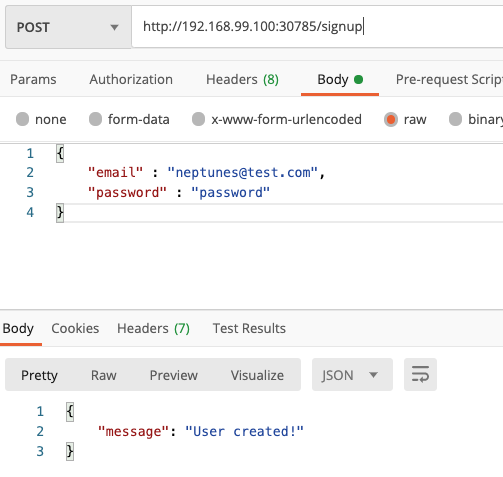 POST http://192.168.99.100:30785/signup
Params Authorization Headers (8) Body Pre-request Scrip
none form-data x-www-form-urlencoded raw binary
1 {
2 "email" : "neptunes@test.com",
3 "password" : "password"
4 }
Body Cookies Headers (7) Test Results
Pretty Raw Preview Visualize JSON
1 {
2 "message": "User created!"
3 }